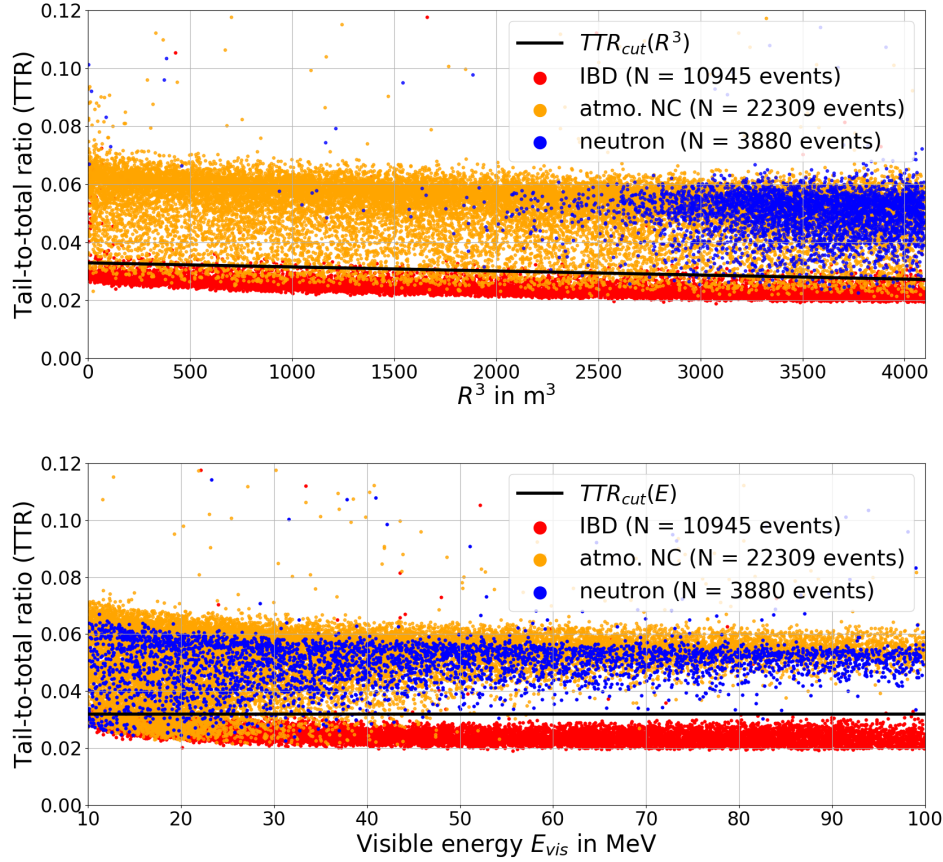 Tail-to-total ratio (TTR)
0.12
0.10
0.08
0.06
0.04
0.02
0.00
TTR_cut(R³)
IBD (N = 10945 events)
atmo. NC (N = 22309 events)
neutron (N = 3880 events)
0 500 1000 1500 2000 2500 3000 3500 4000
R³ in m³
Tail-to-total ratio (TTR)
0.12
0.10
0.08
0.06
0.04
0.02
0.00
TTR_cut(E)
IBD (N = 10945 events)
atmo. NC (N = 22309 events)
neutron (N = 3880 events)
10 20 30 40 50 60 70 80 90 100
Visible energy E_vis in MeV